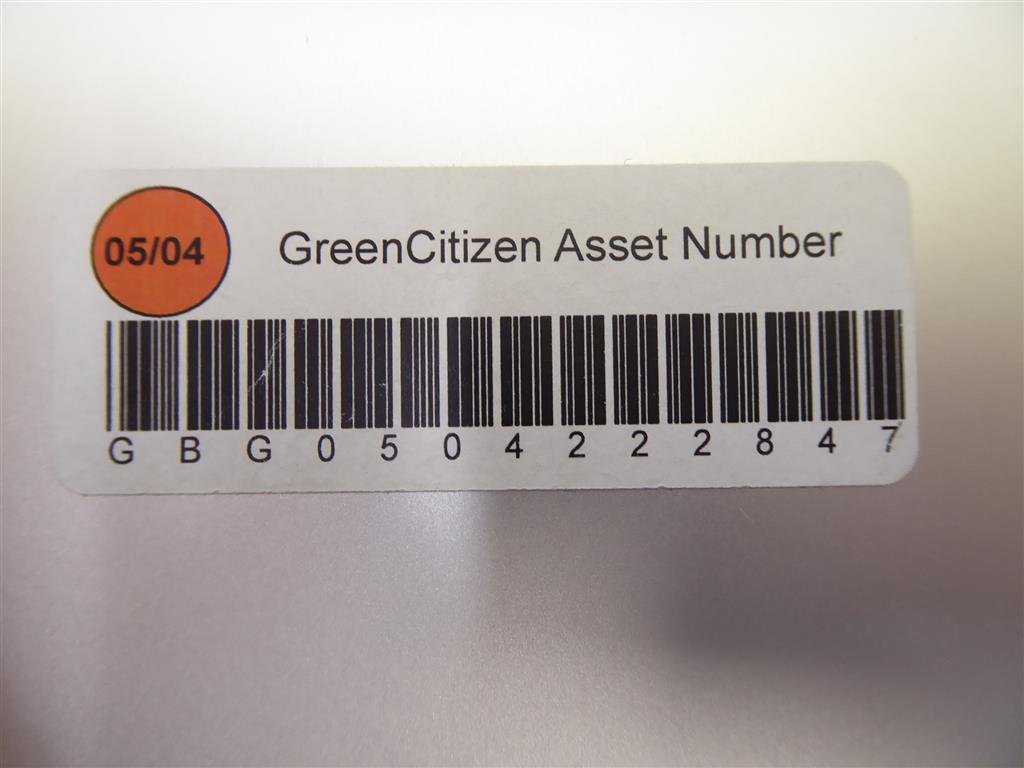 05/04
GreenCitizen Asset Number
G B G 0 5 0 4 2 2 2 8 4 7